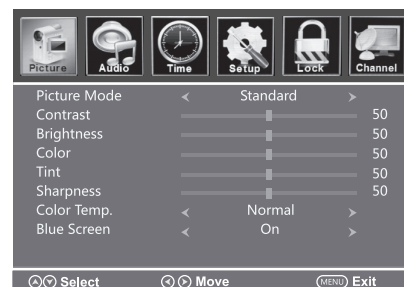 Picture Audio Time Setup Lock Channel
Picture Mode Standard
Contrast 50
Brightness 50
Color 50
Tint 50
Sharpness 50
Color Temp. Normal
Blue Screen On
Select Move MENU Exit